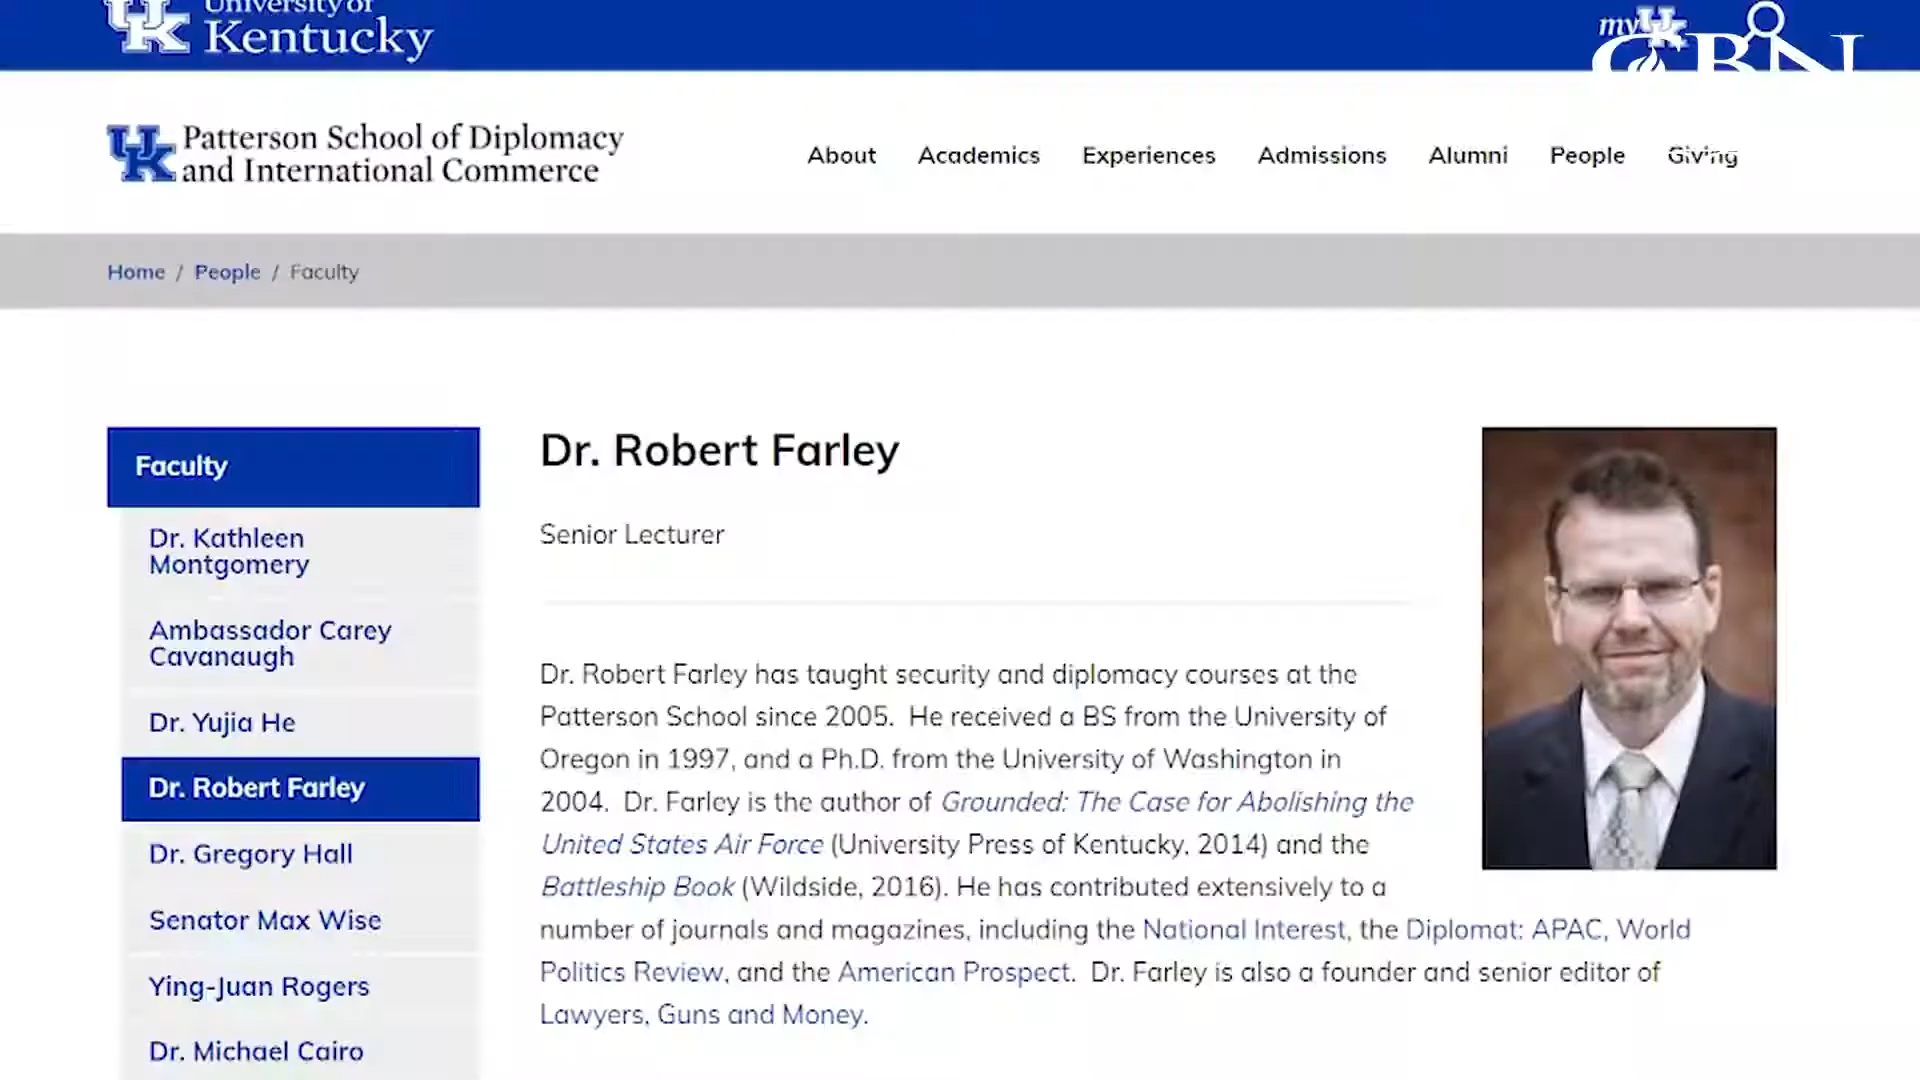 University of
Kentucky
my UK
CBN
UK Patterson School of Diplomacy
and International Commerce
About Academics Experiences Admissions Alumni People Giving
Home / People / Faculty
Faculty
Dr. Kathleen
Montgomery
Ambassador Carey
Cavanaugh
Dr. Yujia He
Dr. Robert Farley
Dr. Gregory Hall
Senator Max Wise
Ying-Juan Rogers
Dr. Michael Cairo
Dr. Robert Farley
Senior Lecturer
Dr. Robert Farley has taught security and diplomacy courses at the
Patterson School since 2005. He received a BS from the University of
Oregon in 1997, and a Ph.D. from the University of Washington in
2004. Dr. Farley is the author of Grounded: The Case for Abolishing the
United States Air Force (University Press of Kentucky, 2014) and the
Battleship Book (Wildside, 2016). He has contributed extensively to a
number of journals and magazines, including the National Interest, the Diplomat: APAC, World
Politics Review, and the American Prospect. Dr. Farley is also a founder and senior editor of
Lawyers, Guns and Money.